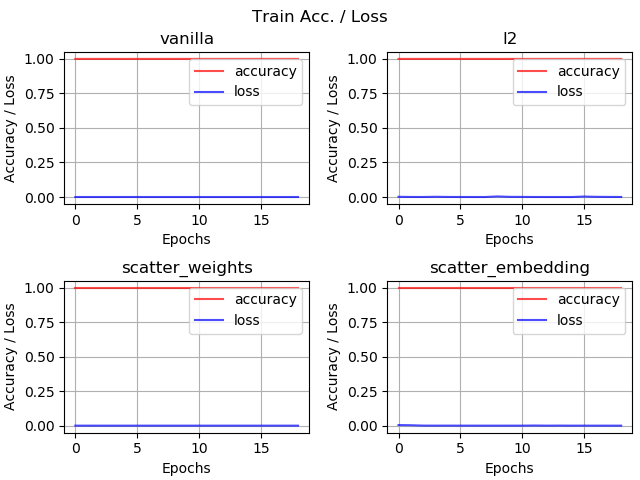 Train Acc. / Loss
vanilla
Accuracy / Loss
1.00
0.75
0.50
0.25
0.00
accuracy
loss
0 5 10 15
Epochs
l2
Accuracy / Loss
1.00
0.75
0.50
0.25
0.00
accuracy
loss
0 5 10 15
Epochs
scatter_weights
Accuracy / Loss
1.00
0.75
0.50
0.25
0.00
accuracy
loss
0 5 10 15
Epochs
scatter_embedding
Accuracy / Loss
1.00
0.75
0.50
0.25
0.00
accuracy
loss
0 5 10 15
Epochs